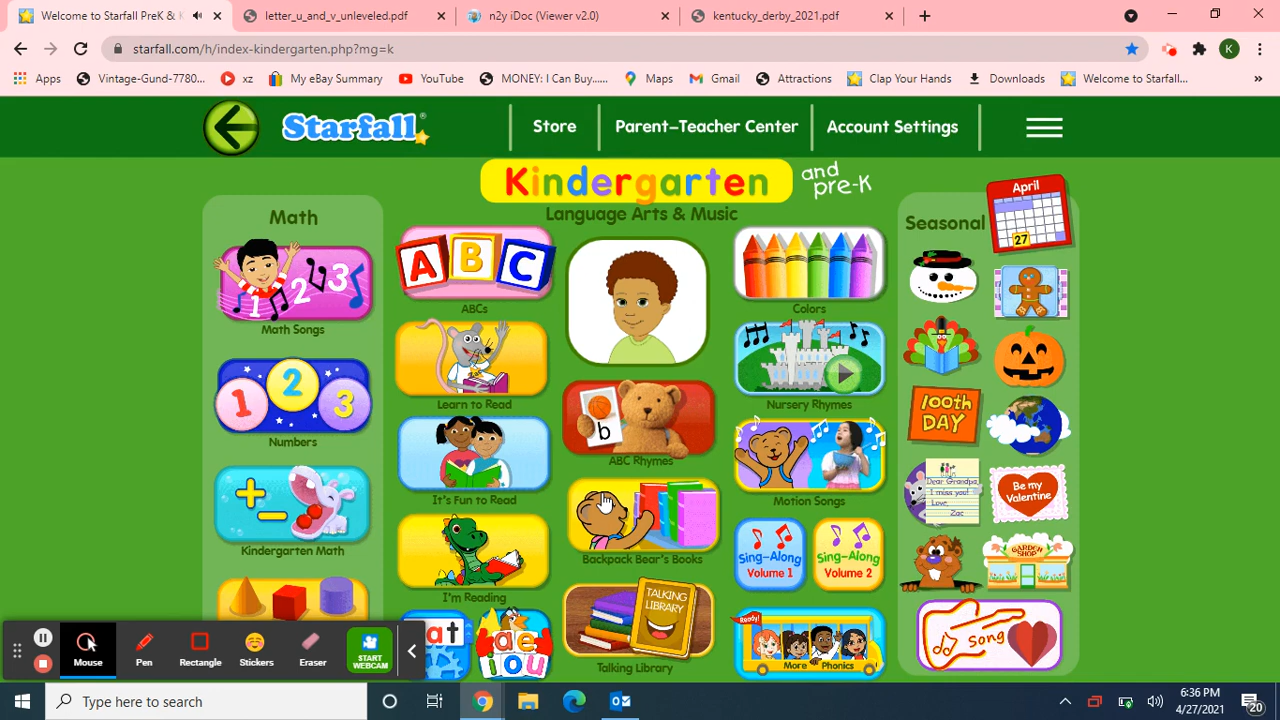 Welcome to Starfall PreK & K
letter_u_and_v_unleveled.pdf
n2y iDoc (Viewer v2.0)
kentucky_derby_2021.pdf
starfall.com/h/index-kindergarten.php?mg=k
K
Apps
Vintage-Gund-7780...
xz
My eBay Summary
YouTube
MONEY: I Can Buy......
Maps
Gmail
Attractions
Clap Your Hands
Downloads
Welcome to Starfall...
Starfall®
Store
Parent–Teacher Center
Account Settings
Kindergarten and pre-K
Language Arts & Music
Math
1 2 3
Math Songs
1 2 3
Numbers
+ −
Kindergarten Math
A B C
ABCs
Learn to Read
It's Fun to Read
I'm Reading
at
a e i o u
b
ABC Rhymes
Backpack Bear's Books
TALKING LIBRARY
Talking Library
Colors
Nursery Rhymes
Motion Songs
Sing-Along Volume 1
Sing-Along Volume 2
Ready!
More Phonics
Seasonal
April
27
100th DAY
Dear Grandpa,
I miss you!
Love,
Zac
Be my Valentine
GARDEN SHOP
Song
Mouse
Pen
Rectangle
Stickers
Eraser
START WEBCAM
Type here to search
6:36 PM
4/27/2021
20